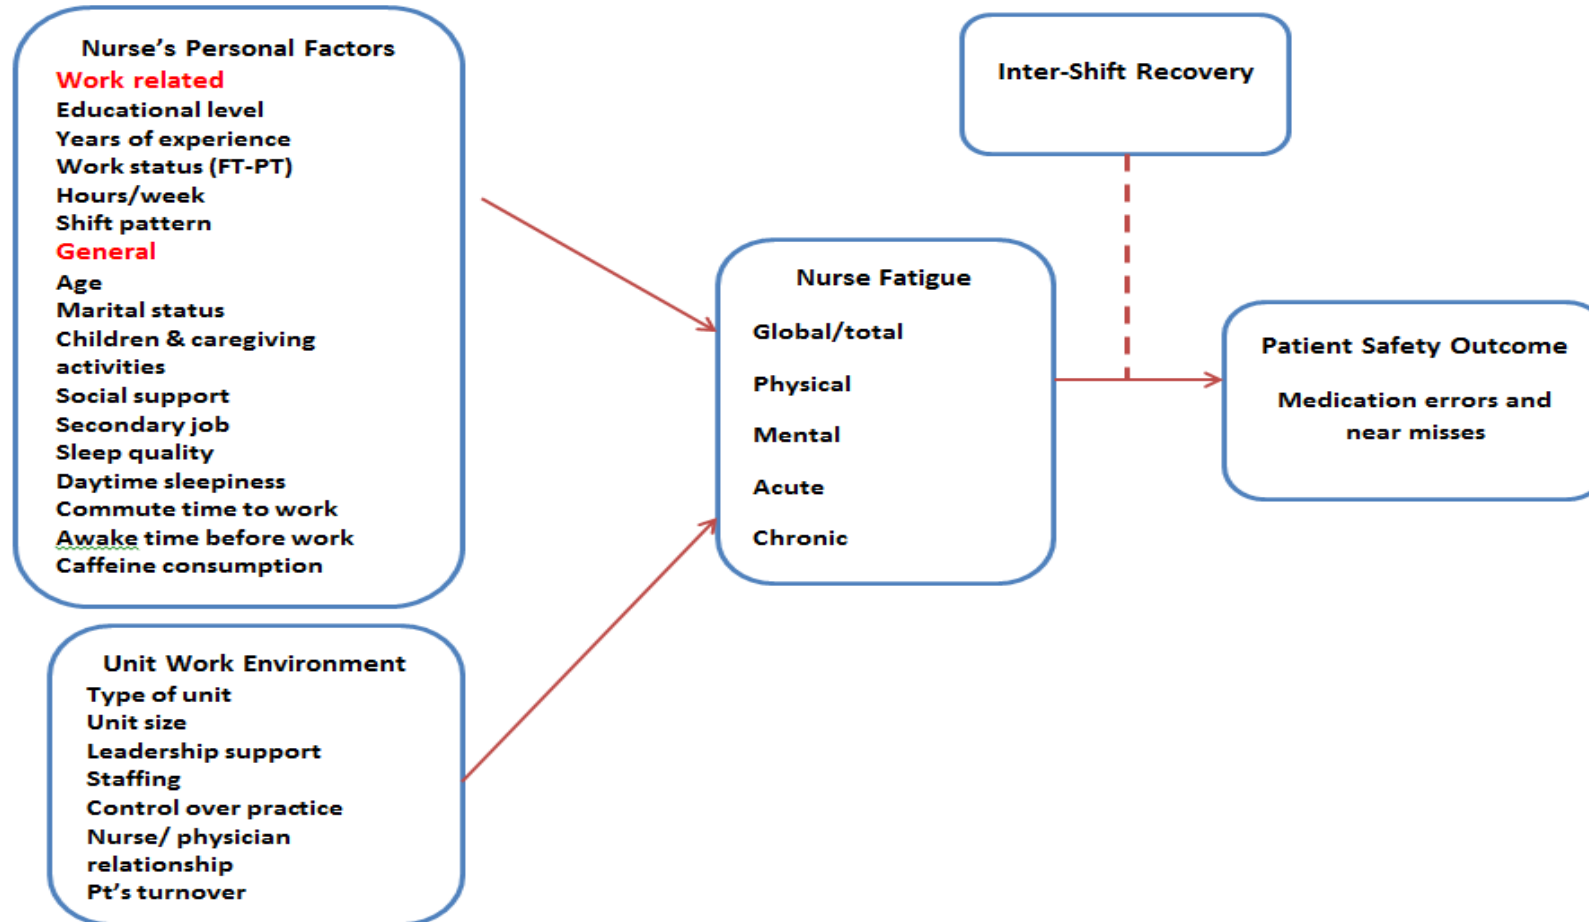 Nurse's Personal Factors
Work related
Educational level
Years of experience
Work status (FT-PT)
Hours/week
Shift pattern
General
Age
Marital status
Children & caregiving
activities
Social support
Secondary job
Sleep quality
Daytime sleepiness
Commute time to work
Awake time before work
Caffeine consumption
Unit Work Environment
Type of unit
Unit size
Leadership support
Staffing
Control over practice
Nurse/ physician
relationship
Pt's turnover
Nurse Fatigue
Global/total
Physical
Mental
Acute
Chronic
Inter-Shift Recovery
Patient Safety Outcome
Medication errors and
near misses